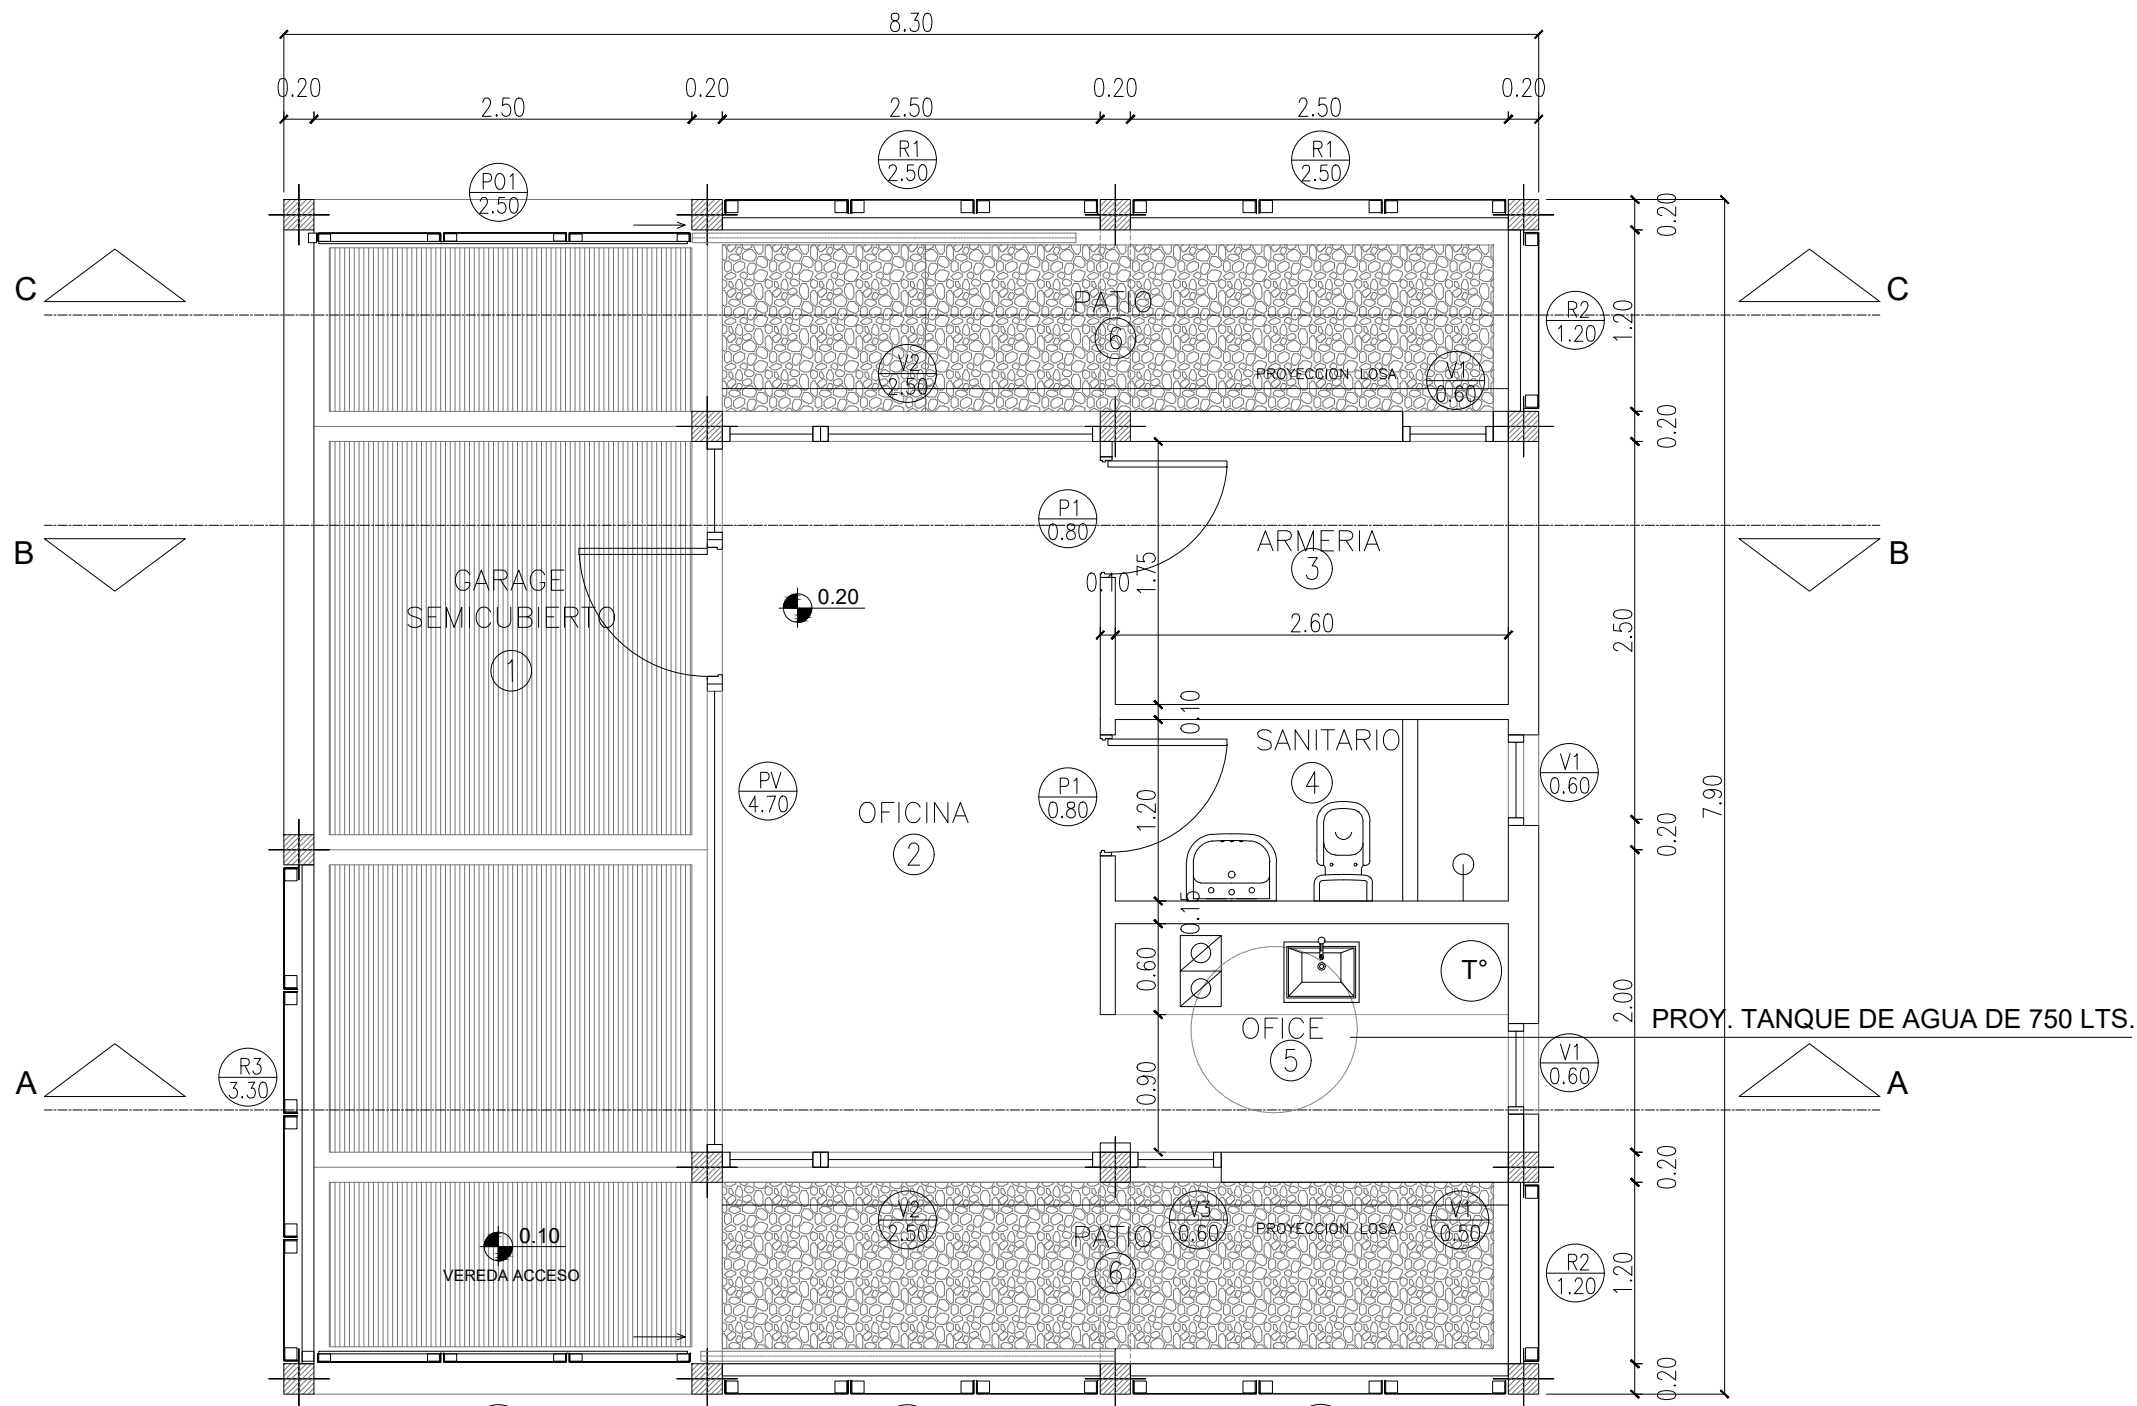 8.30
0.20
0.20
0.20
0.20
2.50
2.50
2.50
R1
2.50
R1
2.50
PO1
2.50
0.20
C
C
PATIO
6
R2
1.20
1.20
V2
2.50
PROYECCION LOSA
V1
0.60
0.20
P1
0.80
B
ARMERIA
3
B
GARAGE
SEMICUBIERTO
1
0.10
1.75
0.20
2.60
2.50
0.10
SANITARIO
4
V1
0.60
PV
4.70
P1
0.80
7.90
OFICINA
2
1.20
0.20
0.15
0.60
T°
2.00
OFICE
5
PROY. TANQUE DE AGUA DE 750 LTS.
R3
3.30
A
0.90
V1
0.60
A
0.20
V2
2.50
V3
0.60
PATIO
6
PROYECCION LOSA
V1
0.50
0.10
VEREDA ACCESO
R2
1.20
1.20
0.20